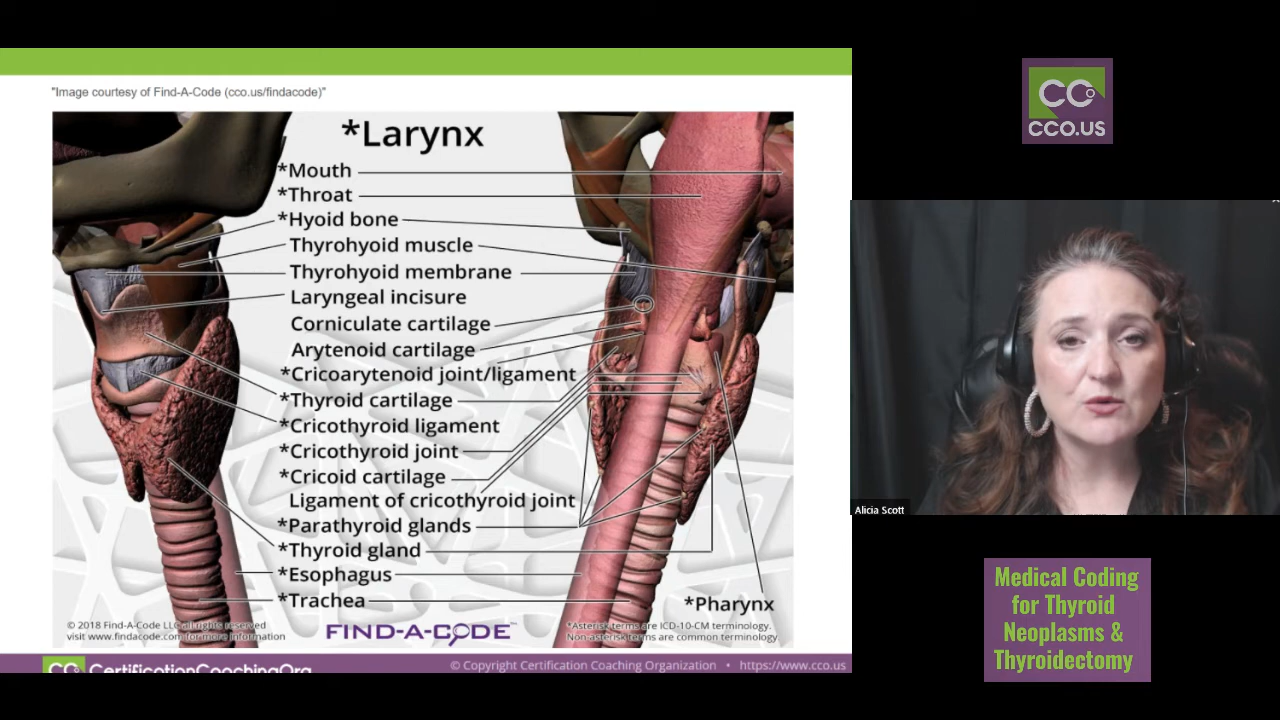 "Image courtesy of Find-A-Code (cco.us/findacode)"
*Larynx
*Mouth
*Throat
*Hyoid bone
Thyrohyoid muscle
Thyrohyoid membrane
Laryngeal incisure
Corniculate cartilage
Arytenoid cartilage
*Cricoarytenoid joint/ligament
*Thyroid cartilage
*Cricothyroid ligament
*Cricothyroid joint
*Cricoid cartilage
Ligament of cricothyroid joint
*Parathyroid glands
*Thyroid gland
*Esophagus
*Trachea
*Pharynx
© 2018 Find-A-Code LLC all rights reserved
visit www.findacode.com for more information
FIND-A-CODE™
*Asterisk terms are ICD-10-CM terminology.
Non-asterisk terms are common terminology.
CO CertificationCoachingOrg
© Copyright Certification Coaching Organization • https://www.cco.us
CCO
CCO.US
Alicia Scott
Medical Coding
for Thyroid
Neoplasms &
Thyroidectomy